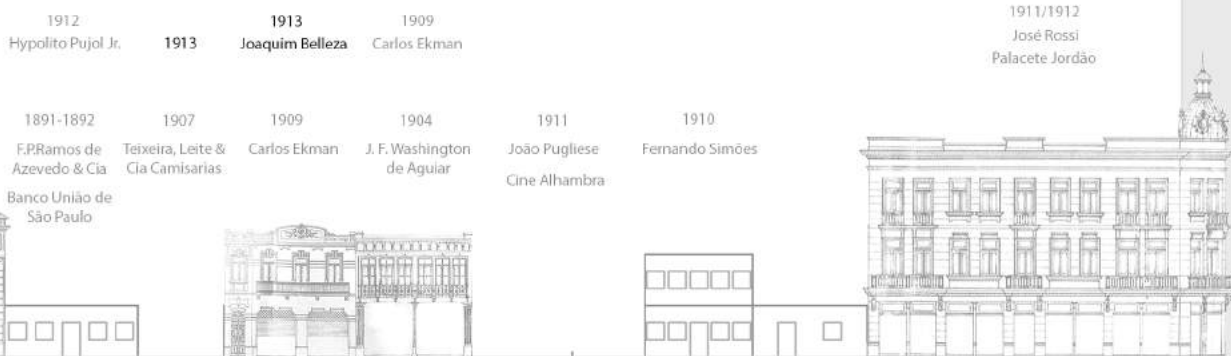 1912
Hypolito Pujol Jr.
1913
1913
Joaquim Belleza
1909
Carlos Ekman
1911/1912
José Rossi
Palacete Jordão
1891-1892
F.P.Ramos de
Azevedo & Cia
Banco União de
São Paulo
1907
Teixeira, Leite &
Cia Camisarias
1909
Carlos Ekman
1904
J. F. Washington
de Aguiar
1911
João Pugliese
Cine Alhambra
1910
Fernando Simões